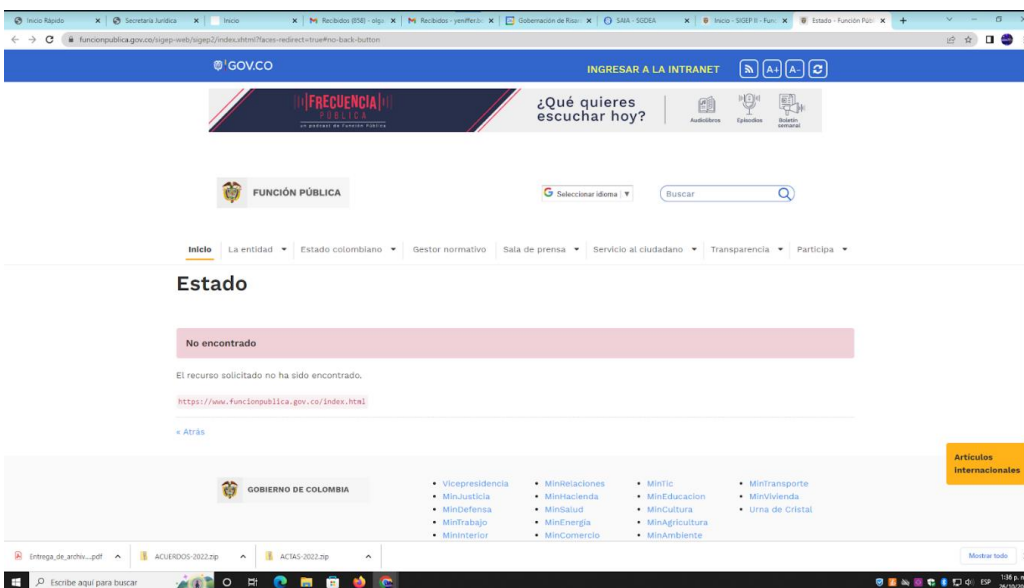 Inicio Rápido
Secretaria Jurídica
Inicio
Recibidos (858) - olga
Recibidos - yeniffer.b
Gobernación de Risar
SAIA - SGDEA
Inicio - SIGEP II - Func
Estado - Función Púb
funcionpublica.gov.co/sigep-web/sigep2/index.xhtml?faces-redirect=true#no-back-button
GOV.CO
INGRESAR A LA INTRANET
A+
A-
FRECUENCIA
PÚBLICA
un podcast de Función Pública
¿Qué quieres
escuchar hoy?
Audiolibros
Episodios
Boletín
semanal
FUNCIÓN PÚBLICA
G Seleccionar idioma ▼
Buscar
Inicio
La entidad
Estado colombiano
Gestor normativo
Sala de prensa
Servicio al ciudadano
Transparencia
Participa
Estado
No encontrado
El recurso solicitado no ha sido encontrado.
https://www.funcionpublica.gov.co/index.html
« Atrás
Artículos
internacionales
GOBIERNO DE COLOMBIA
Vicepresidencia
MinJusticia
MinDefensa
MinTrabajo
MinInterior
MinRelaciones
MinHacienda
MinSalud
MinEnergía
MinComercio
MinTic
MinEducacion
MinCultura
MinAgricultura
MinAmbiente
MinTransporte
MinVivienda
Urna de Cristal
Entrega_de_archiv....pdf
ACUERDOS-2022.zip
ACTAS-2022.zip
Mostrar todo
Escribe aquí para buscar
ESP
1:36 p.m.